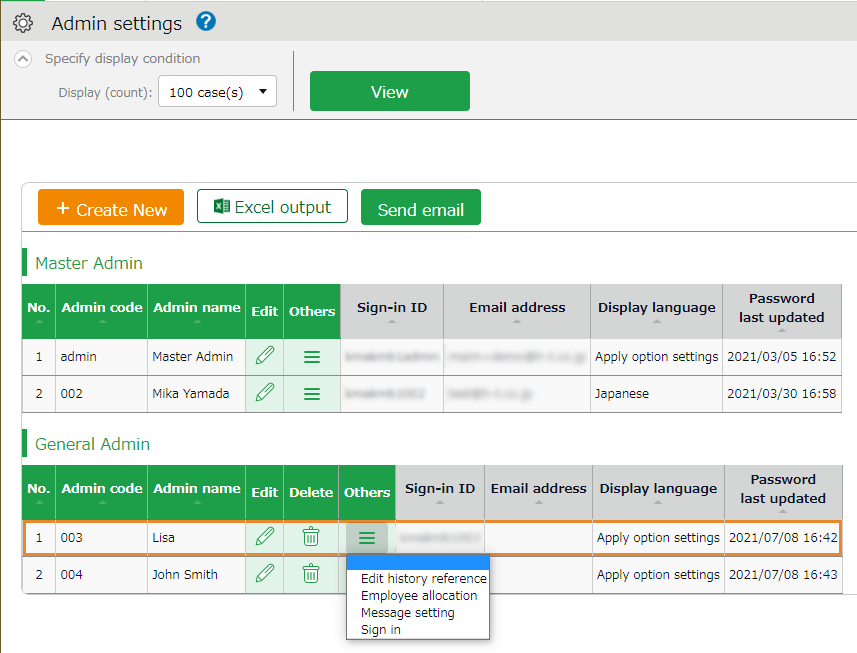 Admin settings ?
Specify display condition
Display (count): 100 case(s) View
+ Create New Excel output Send email
Master Admin
No. Admin code Admin name Edit Others Sign-in ID Email address Display language Password last updated
1 admin Master Admin Apply option settings 2021/03/05 16:52
2 002 Mika Yamada Japanese 2021/03/30 16:58
General Admin
No. Admin code Admin name Edit Delete Others Sign-in ID Email address Display language Password last updated
1 003 Lisa Apply option settings 2021/07/08 16:42
2 004 John Smith Apply option settings 2021/07/08 16:43
Edit history reference
Employee allocation
Message setting
Sign in